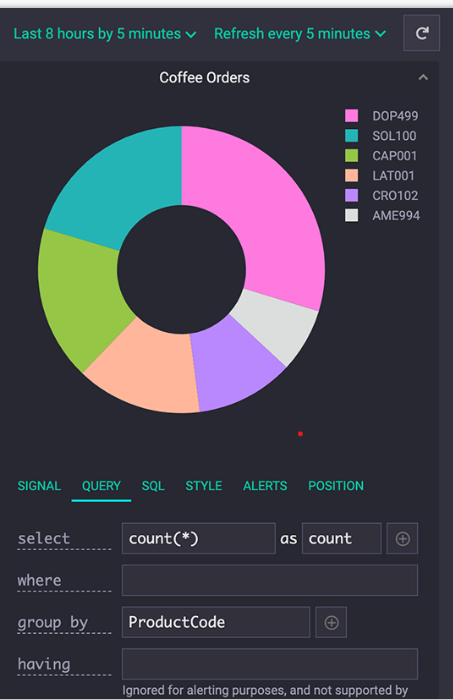 Last 8 hours by 5 minutes Refresh every 5 minutes
Coffee Orders
DOP499
SOL100
CAP001
LAT001
CRO102
AME994
SIGNAL QUERY SQL STYLE ALERTS POSITION
select count(*) as count
where
group by ProductCode
having
Ignored for alerting purposes, and not supported by